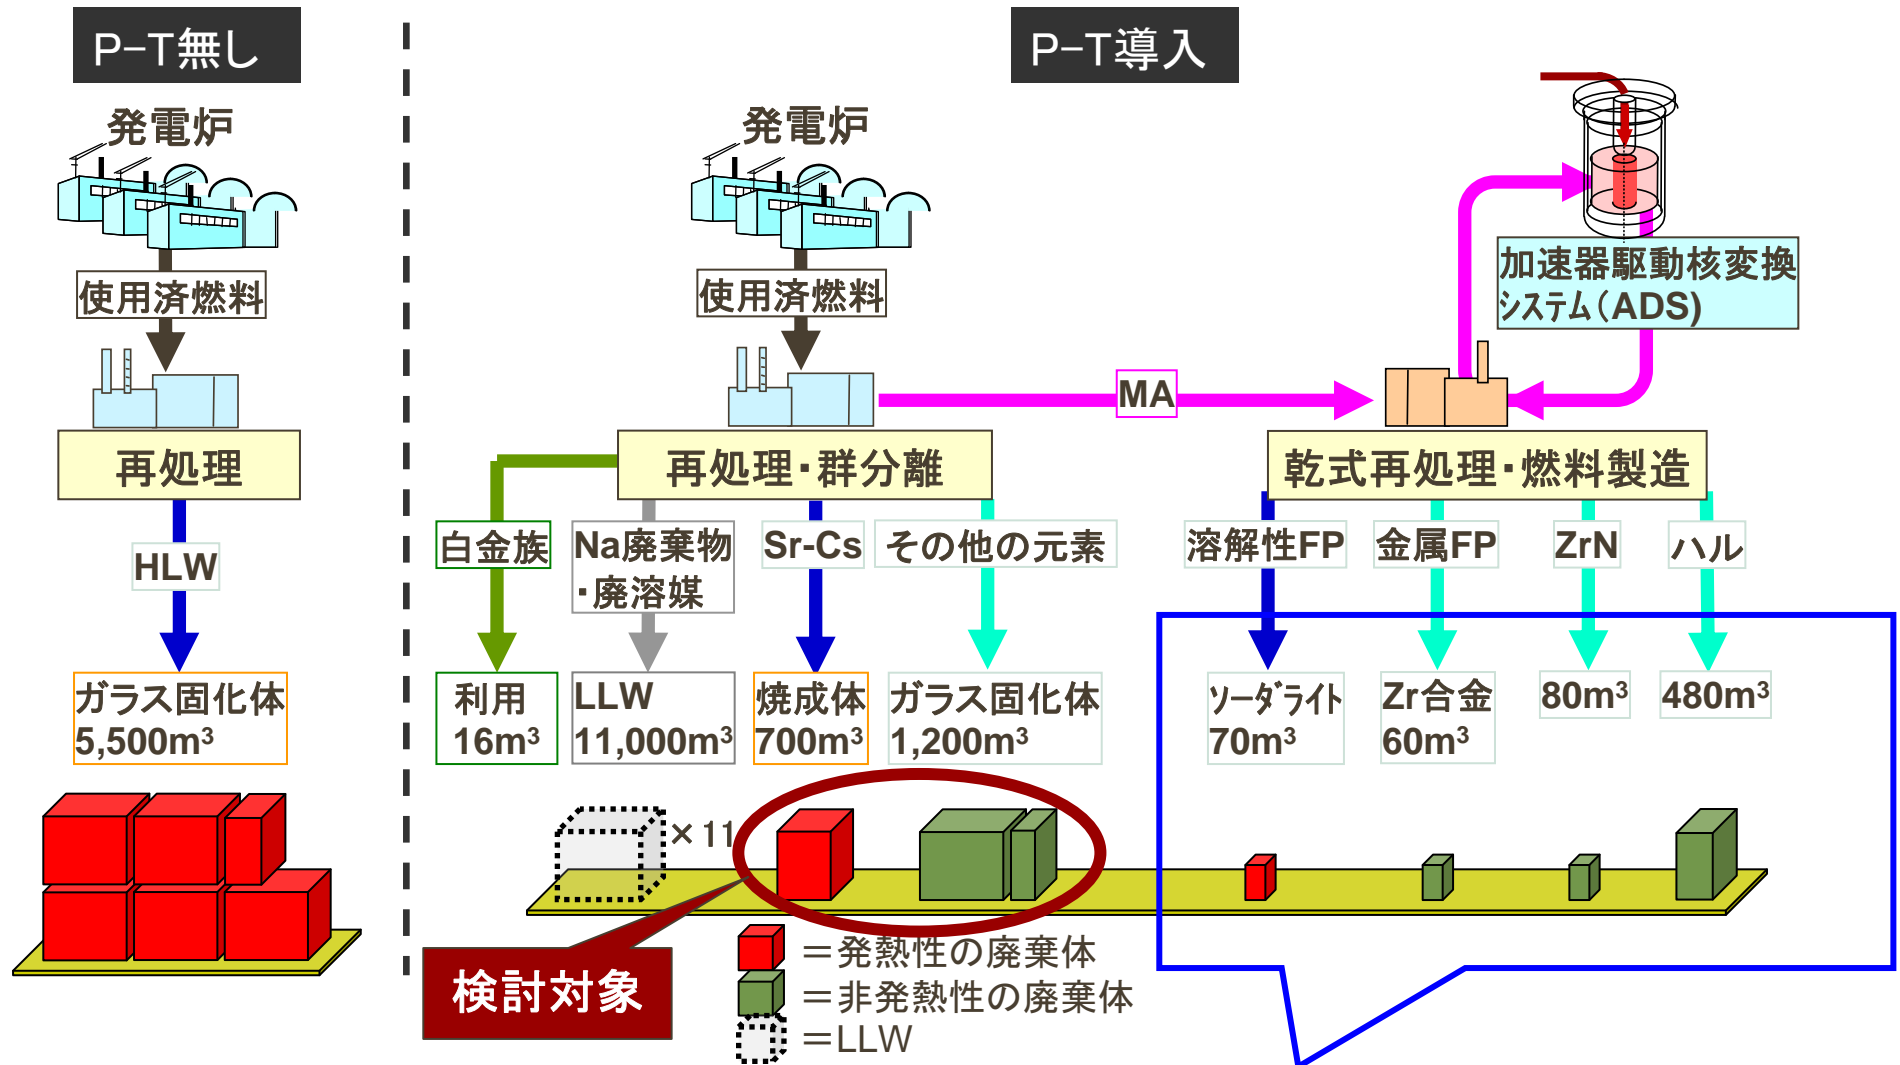 P−T無し
発電炉
使用済燃料
再処理
HLW
ガラス固化体
5,500m³
P−T導入
発電炉
使用済燃料
再処理・群分離
MA
加速器駆動核変換
システム(ADS)
乾式再処理・燃料製造
白金族
Na廃棄物
・廃溶媒
Sr-Cs
その他の元素
溶解性FP
金属FP
ZrN
ハル
利用
16m³
LLW
11,000m³
焼成体
700m³
ガラス固化体
1,200m³
ソーダライト
70m³
Zr合金
60m³
80m³
480m³
×11
検討対象
＝発熱性の廃棄体
＝非発熱性の廃棄体
＝LLW